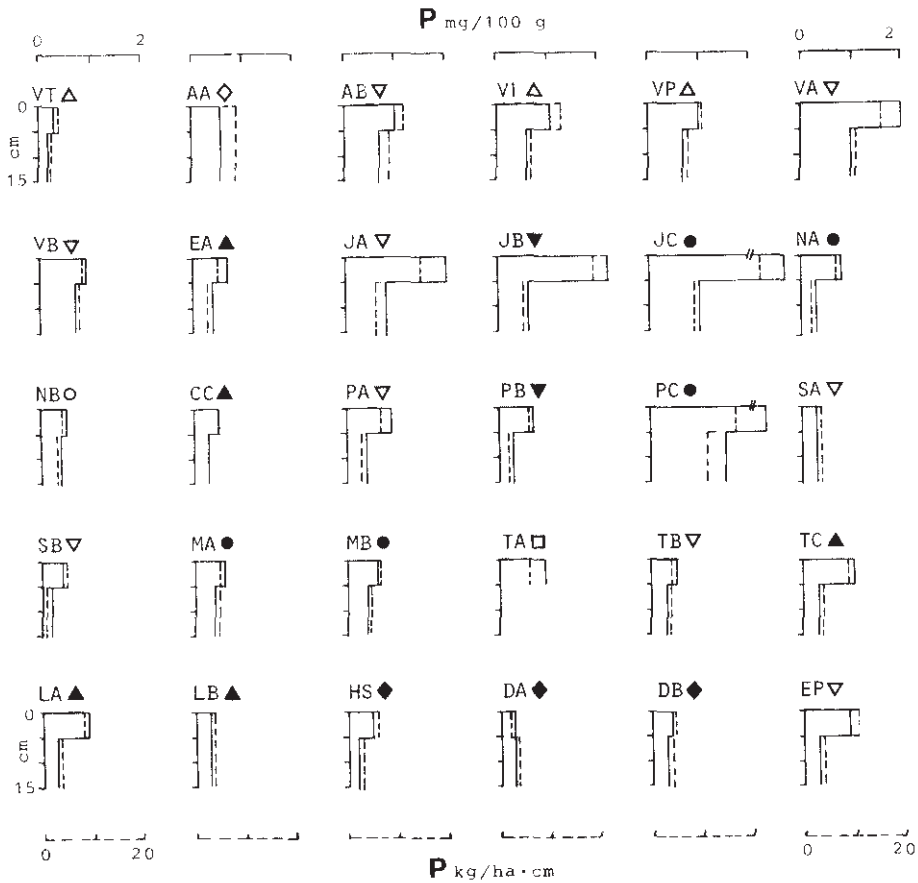 P mg/100 g
0 2 0 2
VT △ AA ◇ AB ▽ VI △ VP △ VA ▽
0
cm
15
VB ▽ EA ▲ JA ▽ JB ▼ JC ● NA ●
NB ○ CC ▲ PA ▽ PB ▼ PC ● SA ▽
SB ▽ MA ● MB ● TA □ TB ▽ TC ▲
LA ▲ LB ▲ HS ◆ DA ◆ DB ◆ EP ▽
0
cm
15
0 20 0 20
P kg/ha·cm